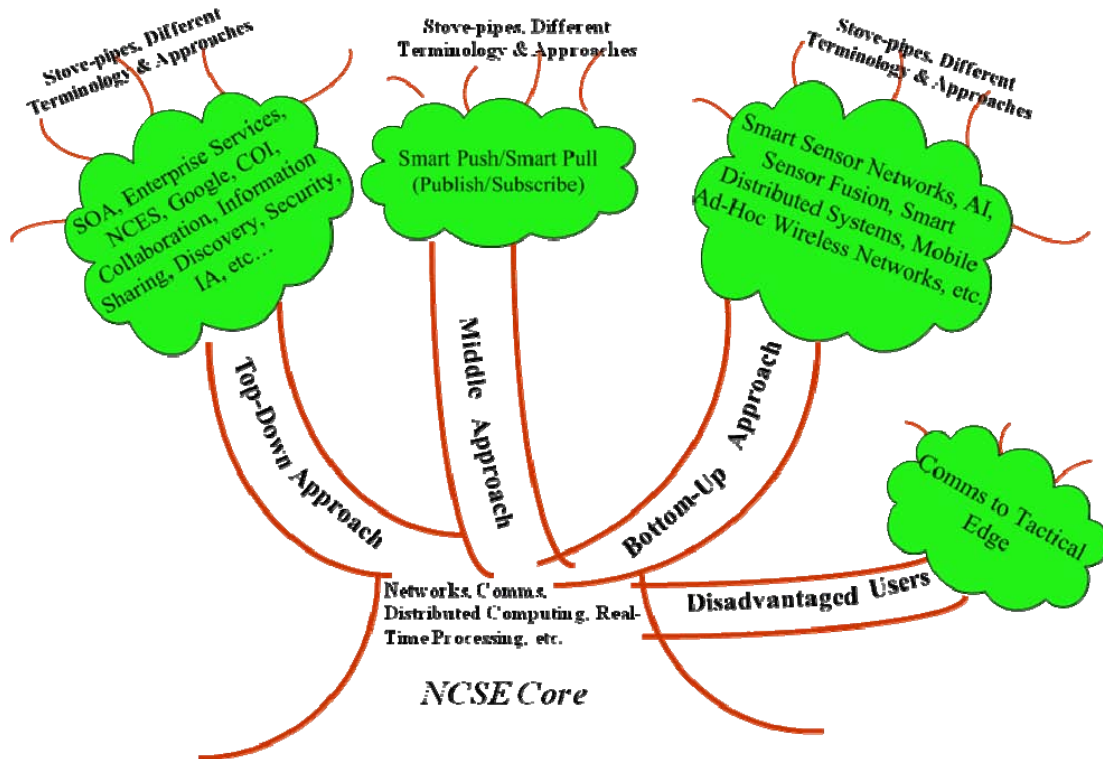 Stove-pipes, Different
Terminology & Approaches
SOA, Enterprise Services,
NCES, Google, COI,
Collaboration, Information
Sharing, Discovery, Security,
IA, etc…
Top-Down Approach
Stove-pipes, Different
Terminology & Approaches
Smart Push/Smart Pull
(Publish/Subscribe)
Middle Approach
Stove-pipes, Different
Terminology & Approaches
Smart Sensor Networks, AI,
Sensor Fusion, Smart
Distributed Systems, Mobile
Ad-Hoc Wireless Networks, etc.
Bottom-Up Approach
Comms to Tactical
Edge
Disadvantaged Users
Networks, Comms,
Distributed Computing, Real-
Time Processing, etc.
NCSE Core